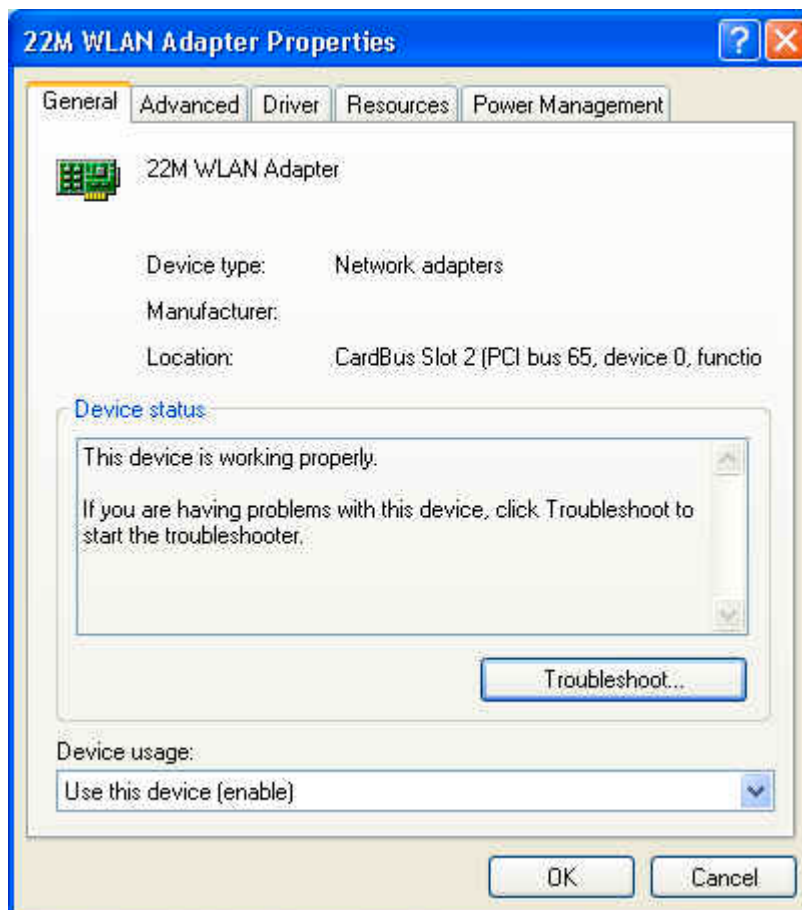 22M WLAN Adapter Properties
General Advanced Driver Resources Power Management
22M WLAN Adapter
Device type: Network adapters
Manufacturer:
Location: CardBus Slot 2 (PCI bus 65, device 0, functio
Device status
This device is working properly.
If you are having problems with this device, click Troubleshoot to
start the troubleshooter.
Troubleshoot...
Device usage:
Use this device (enable)
OK Cancel